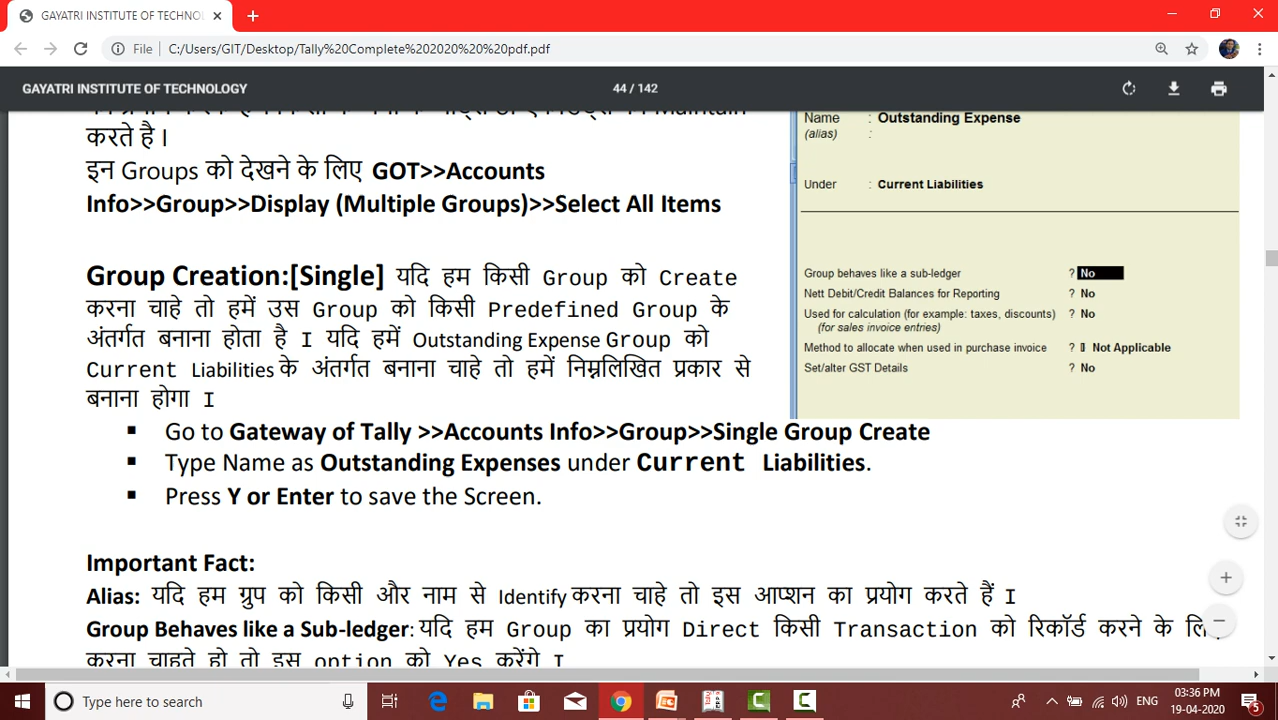 GAYATRI INSTITUTE OF TECHNOLO
File C:/Users/GIT/Desktop/Tally%20Complete%202020%20%20pdf.pdf
GAYATRI INSTITUTE OF TECHNOLOGY 44 / 142
Maintain
करते है I
इन Groups को देखने के लिए GOT>>Accounts
Info>>Group>>Display (Multiple Groups)>>Select All Items
Group Creation:[Single] यदि हम किसी Group को Create
करना चाहे तो हमें उस Group को किसी Predefined Group के
अंतर्गत बनाना होता है I यदि हमें Outstanding Expense Group को
Current Liabilities के अंतर्गत बनाना चाहे तो हमें निम्नलिखित प्रकार से
बनाना होगा I
Name : Outstanding Expense
(alias) :
Under : Current Liabilities
Group behaves like a sub-ledger ? No
Nett Debit/Credit Balances for Reporting ? No
Used for calculation (for example: taxes, discounts) ? No
(for sales invoice entries)
Method to allocate when used in purchase invoice ? Not Applicable
Set/alter GST Details ? No
▪ Go to Gateway of Tally >>Accounts Info>>Group>>Single Group Create
▪ Type Name as Outstanding Expenses under Current Liabilities.
▪ Press Y or Enter to save the Screen.
Important Fact:
Alias: यदि हम ग्रुप को किसी और नाम से Identify करना चाहे तो इस आप्शन का प्रयोग करते हैं I
Group Behaves like a Sub-ledger: यदि हम Group का प्रयोग Direct किसी Transaction को रिकॉर्ड करने के
करना चाहते हो तो इस option को Yes करेंगे I
Type here to search
ENG
03:36 PM
19-04-2020
5